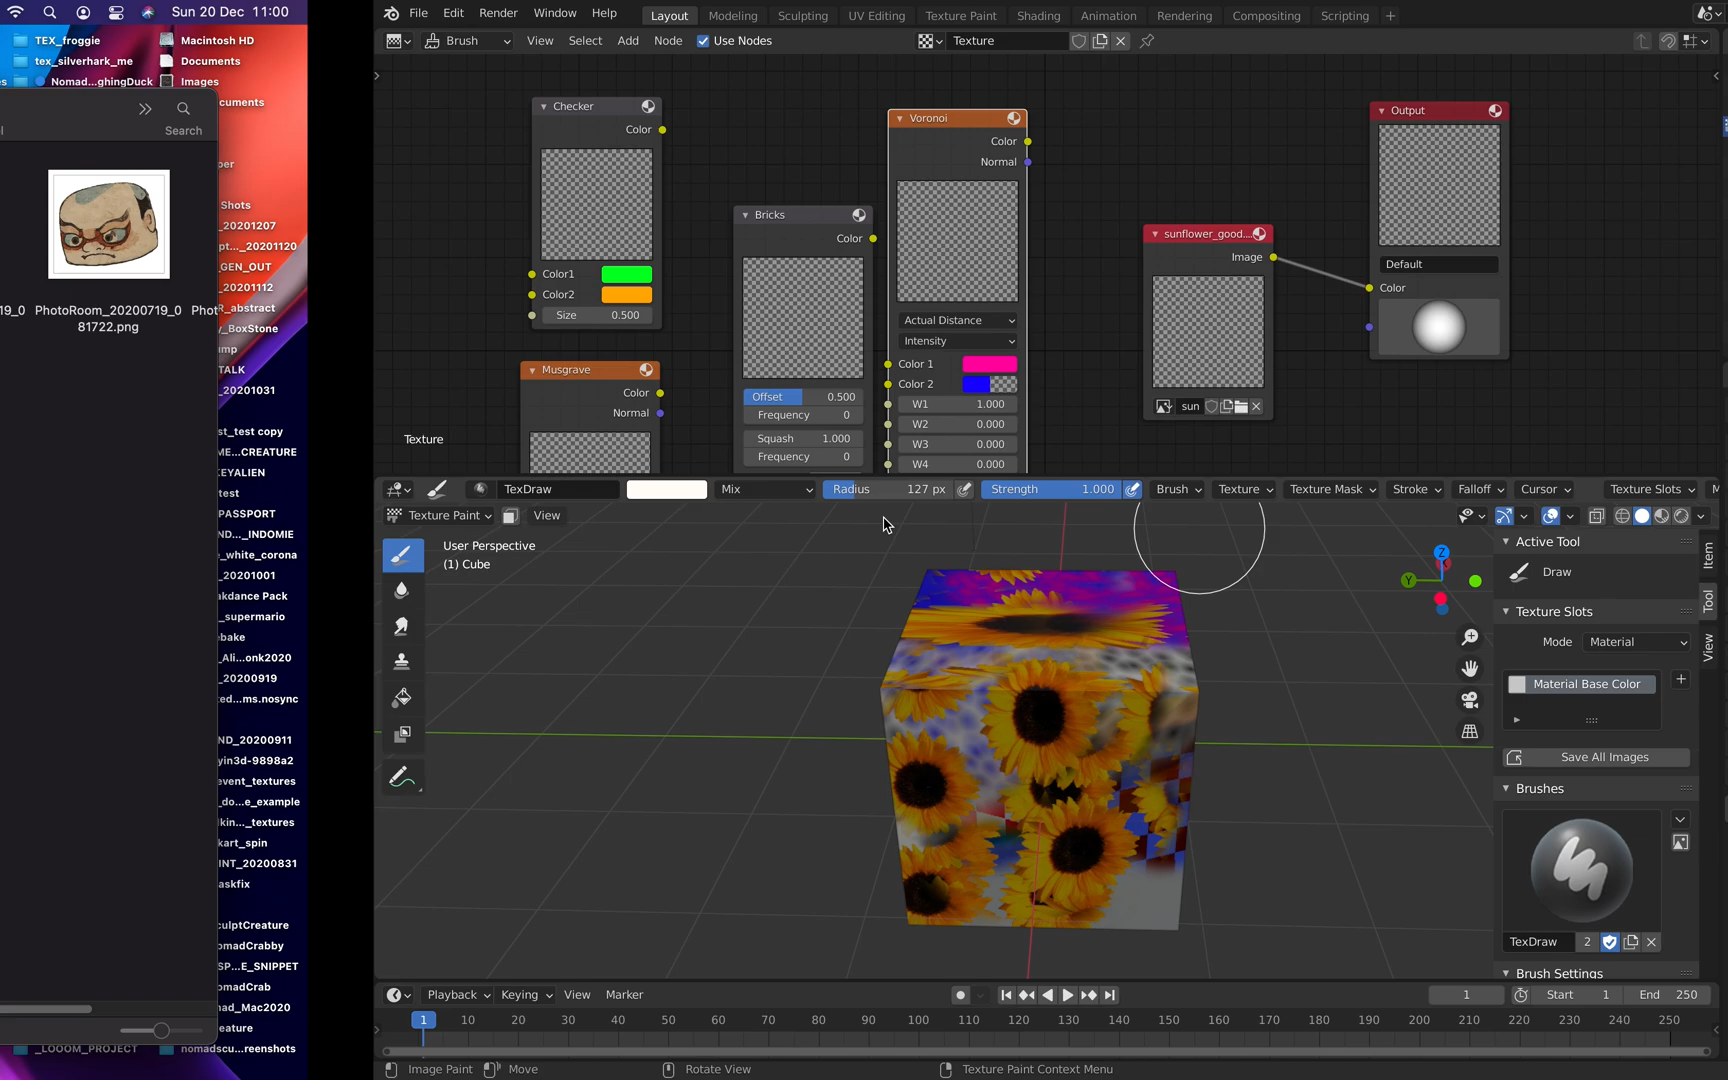 Sun 20 Dec 11:00
TEX_froggie
Macintosh HD
tex_silverhark_me
Documents
Nomad...ghingDuck
Images
cuments
Search
per
Shots
_20201207
PhotoRoom_20200719_0
81722.png
19_0
Phot
pt..._20201120
_GEN_OUT
_20201112
R_abstract
y_BoxStone
mp
TALK
_20201031
st_test copy
ME...CREATURE
KEYALIEN
test
PASSPORT
ND..._INDOMIE
e_white_corona
_20201001
akdance Pack
_supermario
ebake
_Ali...onk2020
_20200919
ed...ms.nosync
ND_20200911
yin3d-9898a2
event_textures
_do...e_example
lkin..._textures
kart_spin
INT_20200831
askfix
culptCreature
omadCrabby
SP...E_SNIPPET
omadCrab
ad_Mac2020
eature
_LOOOM_PROJECT
nomadscu...reenshots
File Edit Render Window Help
Layout Modeling Sculpting UV Editing Texture Paint Shading Animation Rendering Compositing Scripting +
Brush View Select Add Node Use Nodes Texture
Checker
Color
Color1
Color2
Size 0.500
Musgrave
Color
Normal
Texture
Bricks
Color
Offset 0.500
Frequency 0
Squash 1.000
Frequency 0
Voronoi
Color
Normal
Actual Distance
Intensity
Color 1
Color 2
W1 1.000
W2 0.000
W3 0.000
W4 0.000
sunflower_good...
Image
sun
Output
Default
Color
TexDraw Mix Radius 127 px Strength 1.000 Brush Texture Texture Mask Stroke Falloff Cursor Texture Slots M
Texture Paint View
User Perspective
(1) Cube
Z
Y
Active Tool
Draw
Texture Slots
Mode Material
Material Base Color
Save All Images
Brushes
TexDraw 2
Brush Settings
Item
Tool
View
Playback Keying View Marker 1 Start 1 End 250
1 10 20 30 40 50 60 70 80 90 100 110 120 130 140 150 160 170 180 190 200 210 220 230 240 250
Image Paint Move Rotate View Texture Paint Context Menu